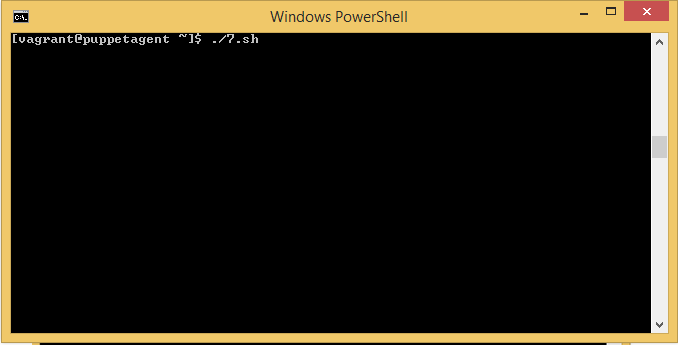 Windows PowerShell
[vagrant@puppetagent ~]$ ./7.sh